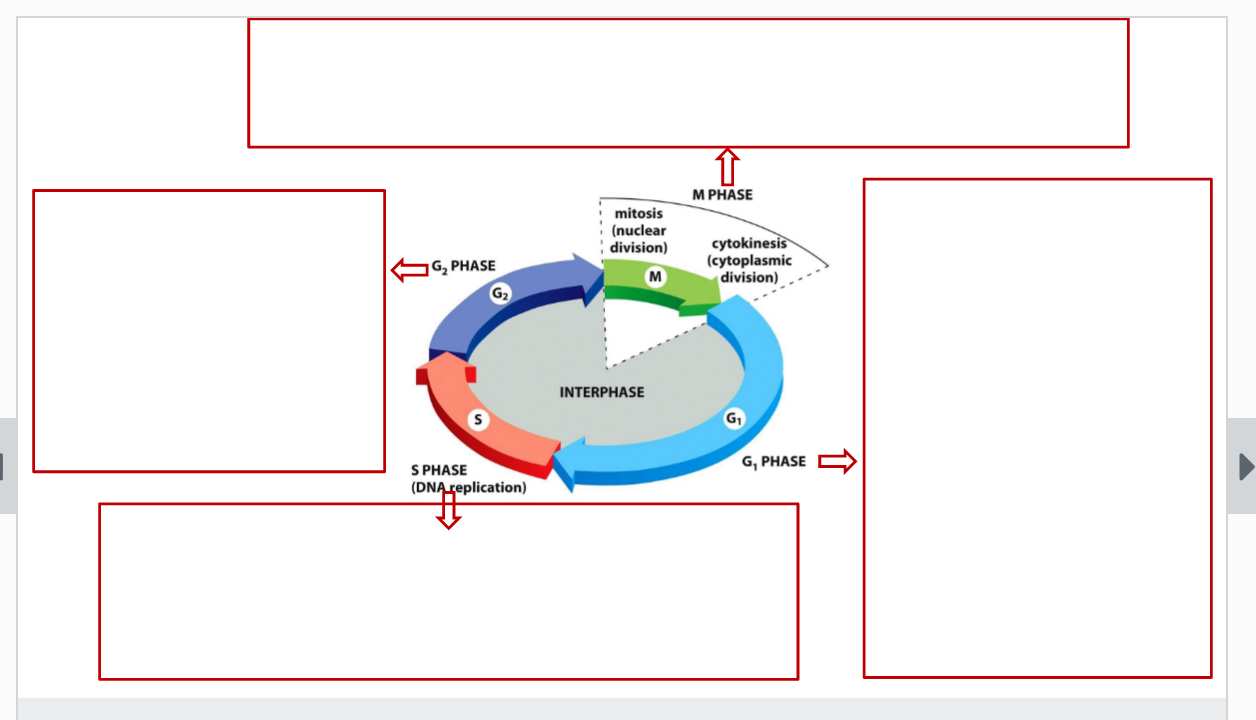 M PHASE
mitosis
(nuclear
division)
cytokinesis
(cytoplasmic
division)
G₂ PHASE
M
G₂
INTERPHASE
S
G₁
G₁ PHASE
S PHASE
(DNA replication)